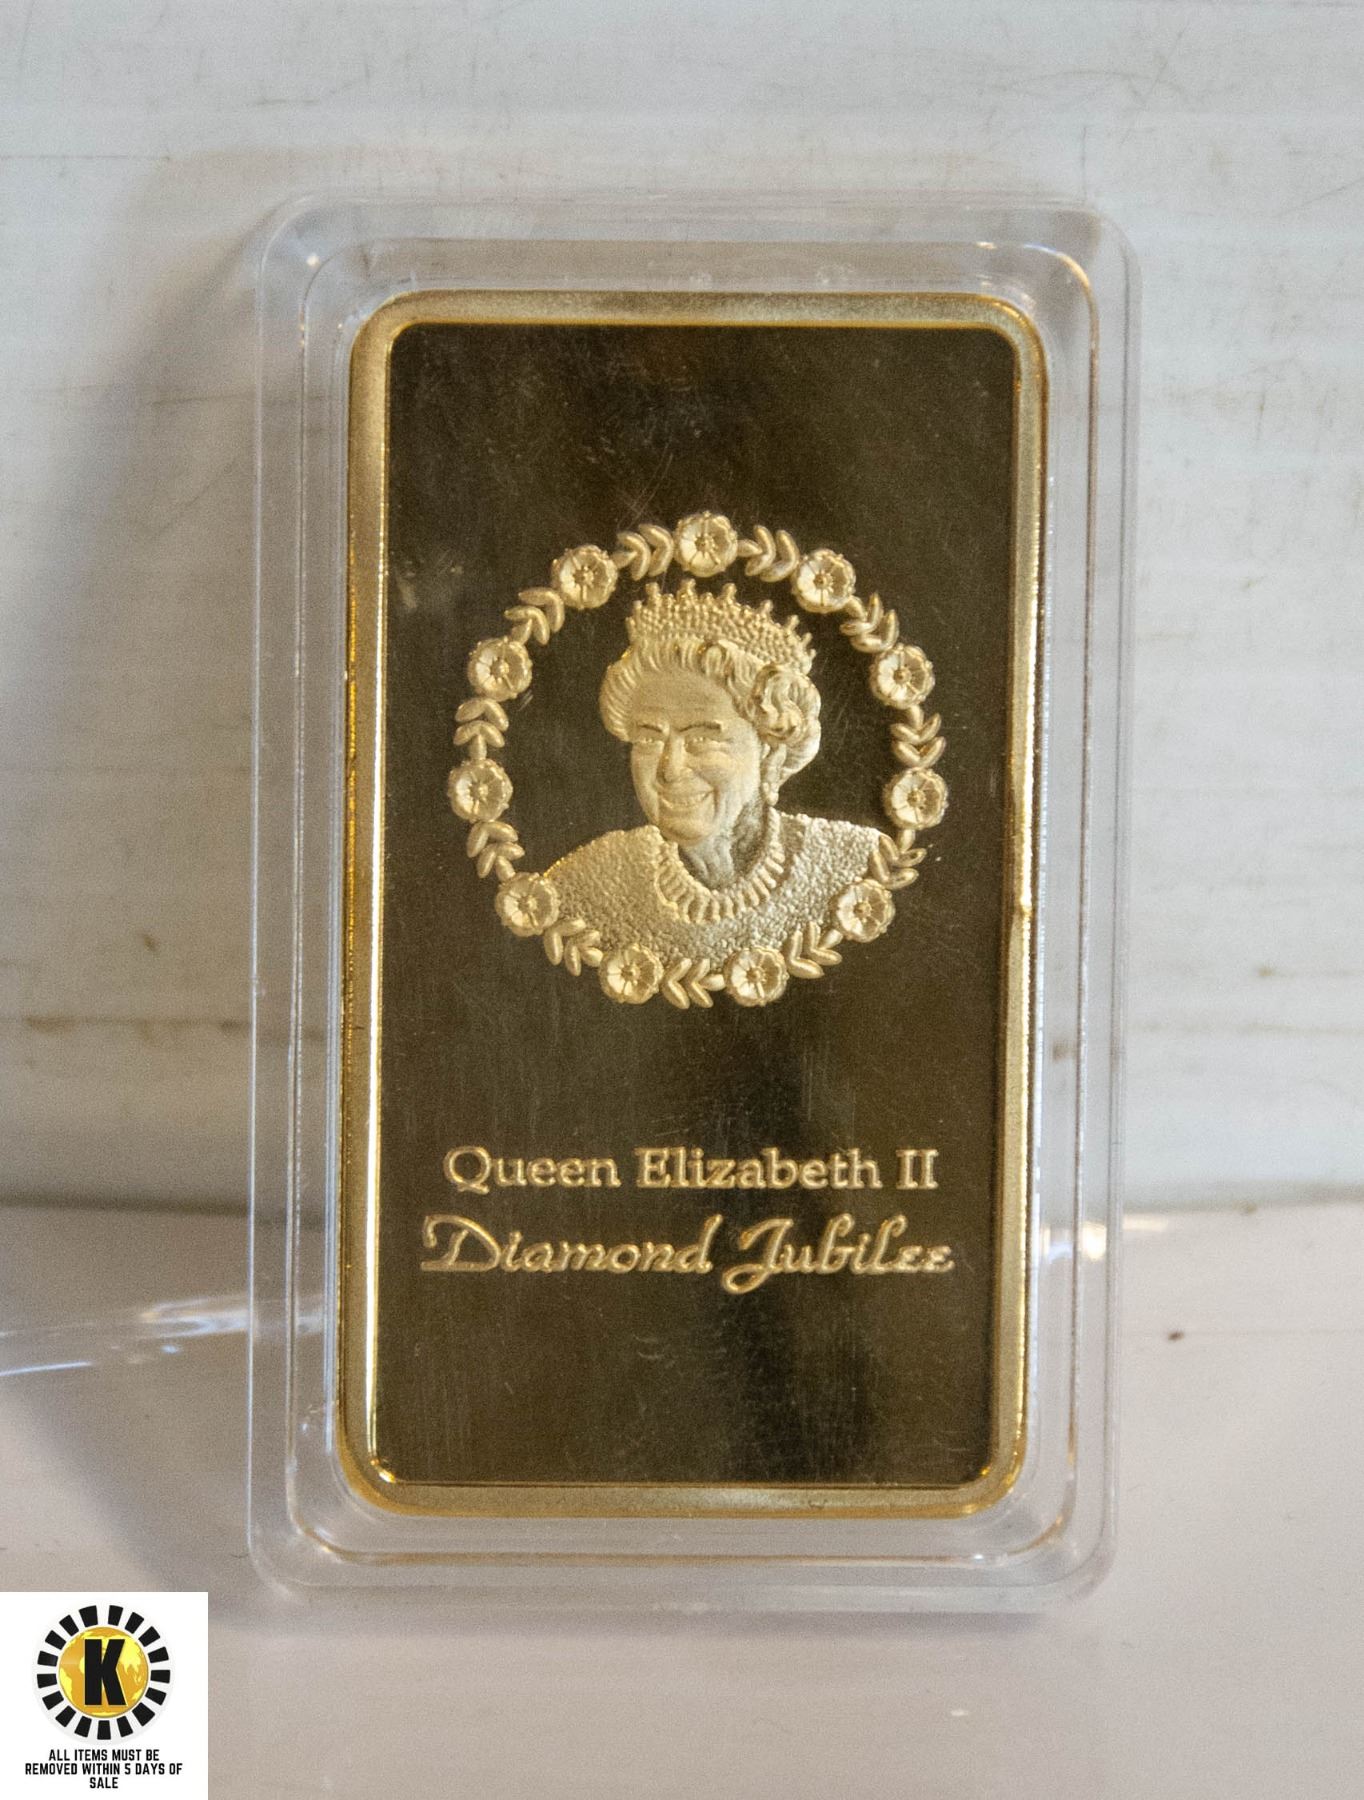 Queen Elizabeth II
Diamond Jubilee
K
ALL ITEMS MUST BE
REMOVED WITHIN 5 DAYS OF
SALE